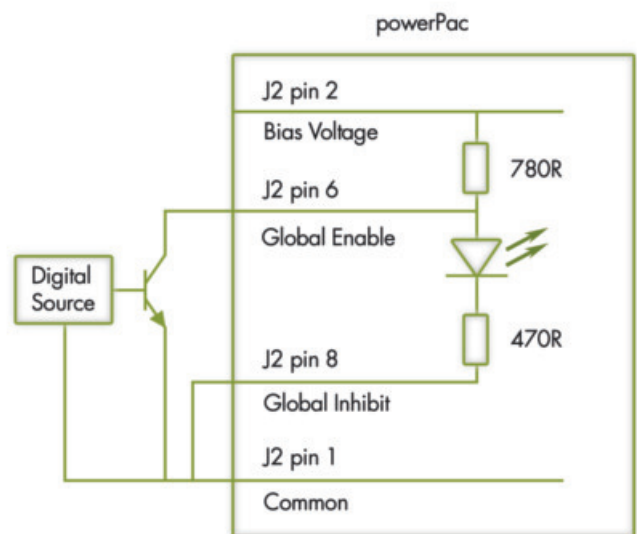 powerPac
J2 pin 2
Bias Voltage
780R
J2 pin 6
Global Enable
Digital
Source
470R
J2 pin 8
Global Inhibit
J2 pin 1
Common